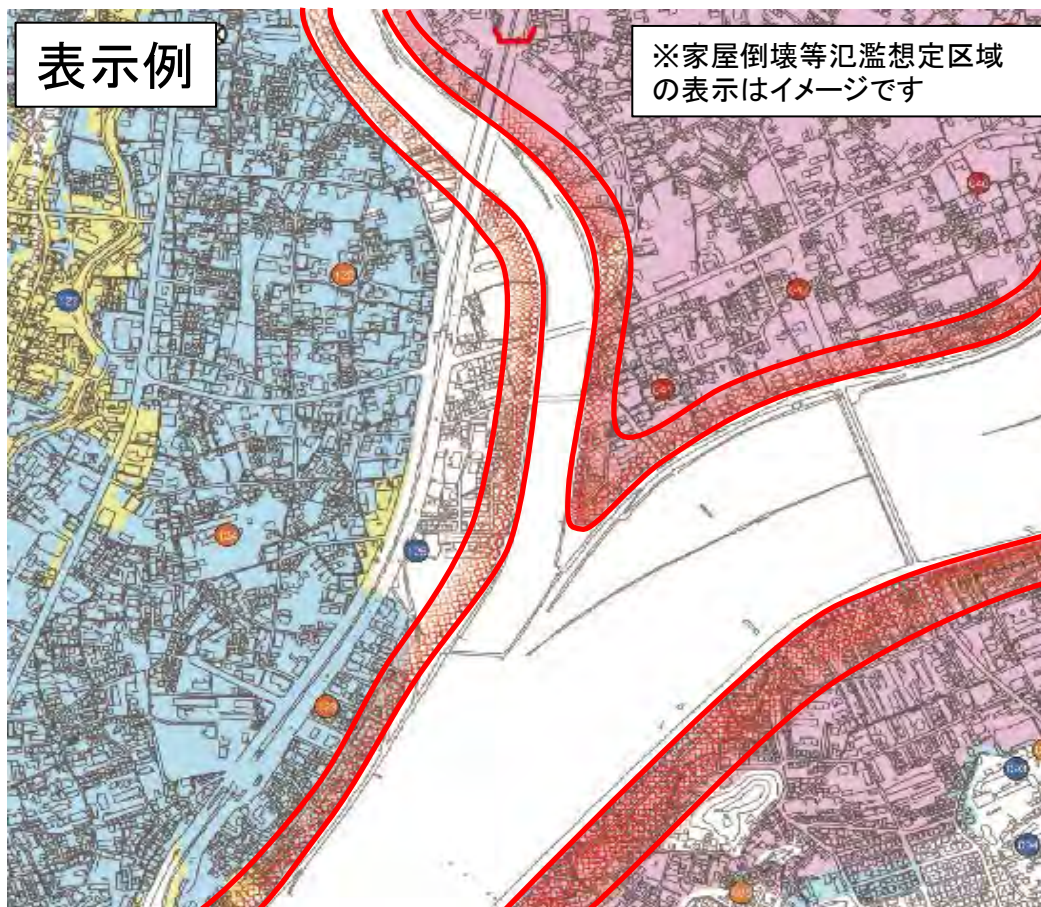 表示例
※家屋倒壊等氾濫想定区域
の表示はイメージです